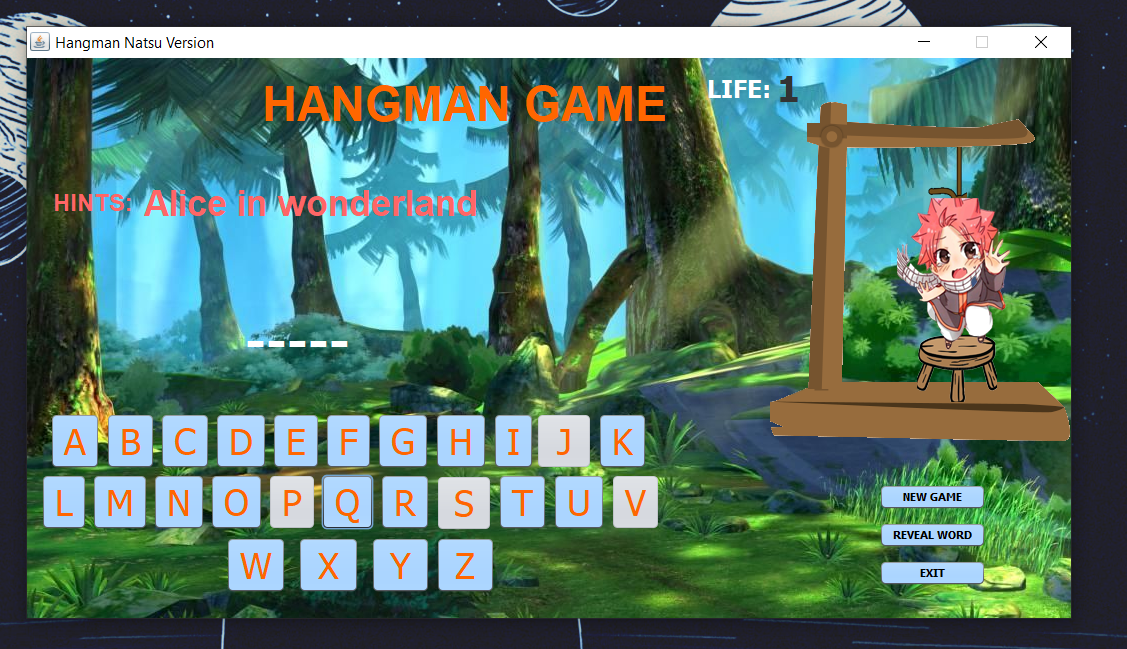 Hangman Natsu Version
HANGMAN GAME
LIFE: 1
HINTS: Alice in wonderland
-----
A B C D E F G H I J K
L M N O P Q R S T U V
W X Y Z
NEW GAME
REVEAL WORD
EXIT